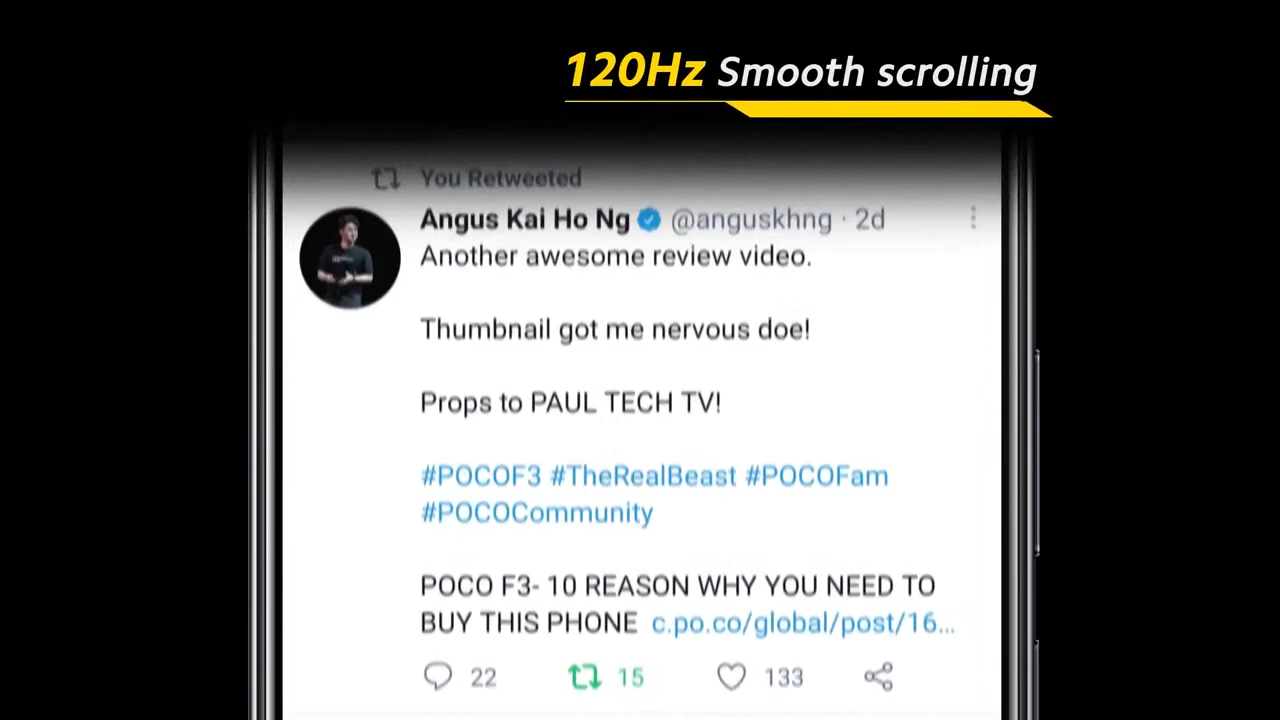 120Hz Smooth scrolling
You Retweeted
Angus Kai Ho Ng @anguskhng · 2d
Another awesome review video.
Thumbnail got me nervous doe!
Props to PAUL TECH TV!
#POCOF3 #TheRealBeast #POCOFam
#POCOCommunity
POCO F3- 10 REASON WHY YOU NEED TO
BUY THIS PHONE c.po.co/global/post/16...
22 15 133